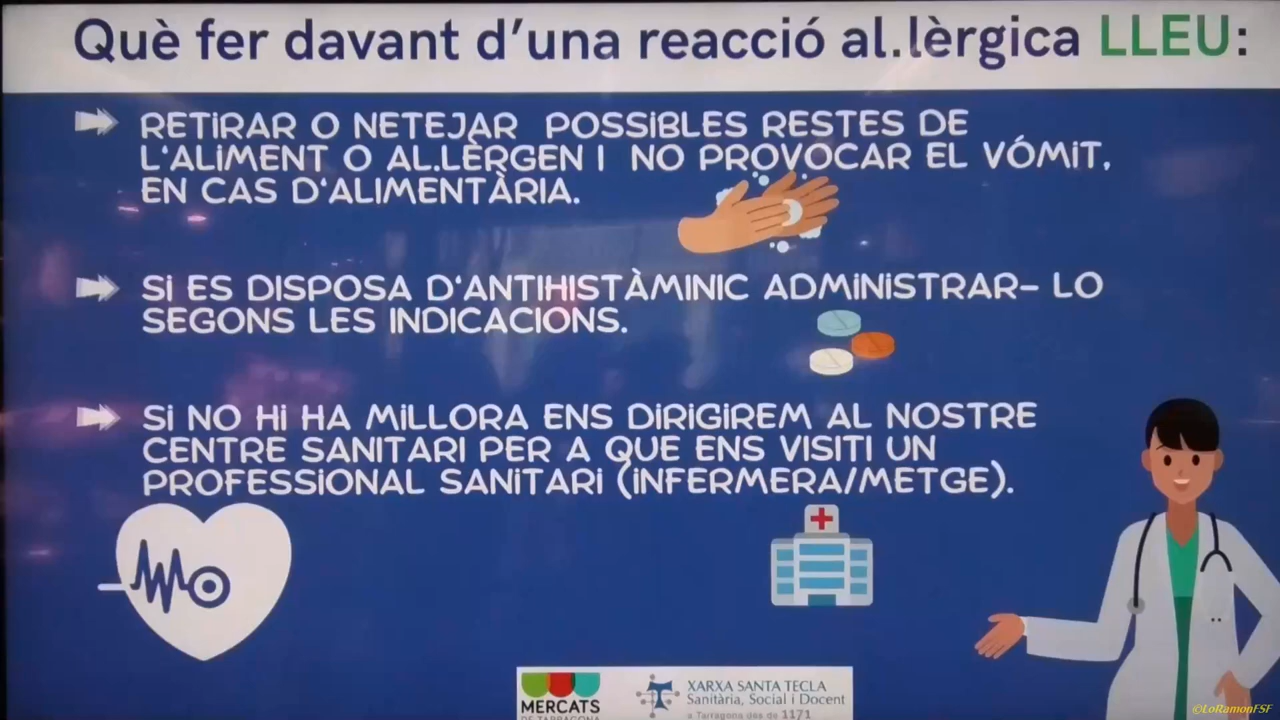 Què fer davant d'una reacció al.lèrgica LLEU:
RETIRAR O NETEJAR POSSIBLES RESTES DE
L'ALIMENT O AL.LÈRGEN I NO PROVOCAR EL VÓMIT,
EN CAS D'ALIMENTÀRIA.
SI ES DISPOSA D'ANTIHISTÀMINIC ADMINISTRAR- LO
SEGONS LES INDICACIONS.
SI NO HI HA MILLORA ENS DIRIGIREM AL NOSTRE
CENTRE SANITARI PER A QUE ENS VISITI UN
PROFESSIONAL SANITARI (INFERMERA/METGE).
MERCATS
DE TARRAGONA
XARXA SANTA TECLA
Sanitària, Social i Docent
a Tarragona des de 1171
©LoRamonFSF